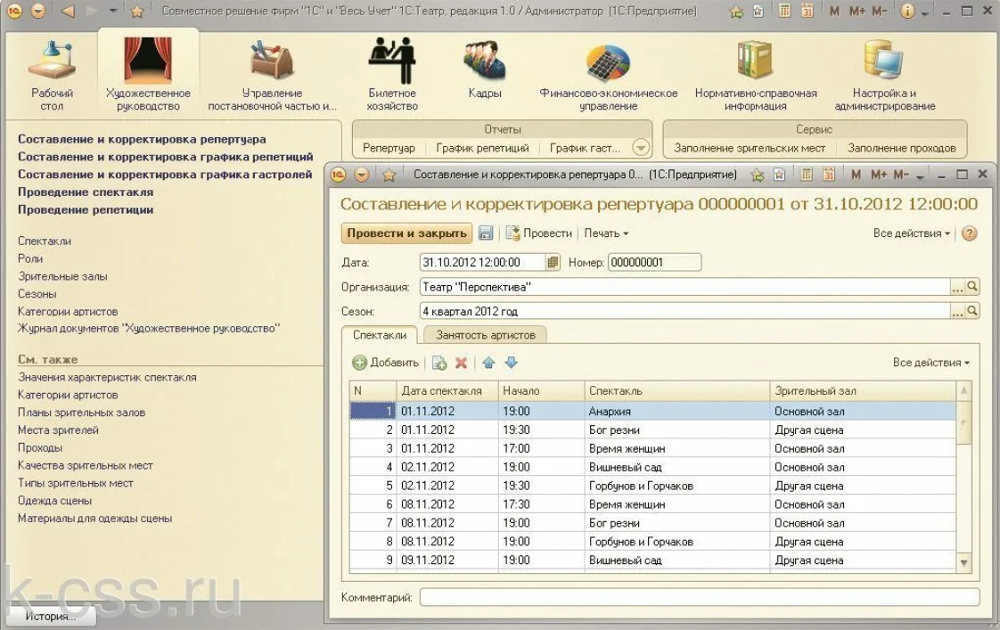 Совместное решение фирм "1С" и "Весь Учет" 1С:Театр, редакция 1.0 / Администратор (1С:Предприятие)
M M+ M-
Рабочий стол
Художественное руководство
Управление постановочной частью и...
Билетное хозяйство
Кадры
Финансово-экономическое управление
Нормативно-справочная информация
Настройка и администрирование
Составление и корректировка репертуара
Составление и корректировка графика репетиций
Составление и корректировка графика гастролей
Проведение спектакля
Проведение репетиции
Спектакли
Роли
Зрительные залы
Сезоны
Категории артистов
Журнал документов "Художественное руководство"
См. также
Значения характеристик спектакля
Категории артистов
Планы зрительных залов
Места зрителей
Проходы
Качества зрительных мест
Типы зрительных мест
Одежда сцены
Материалы для одежды сцены
История...
Отчеты
Репертуар График репетиций График гаст...
Сервис
Заполнение зрительских мест Заполнение проходов
Составление и корректировка репертуара 0... (1С:Предприятие)
M M+ M-
Составление и корректировка репертуара 000000001 от 31.10.2012 12:00:00
Провести и закрыть Провести Печать Все действия
Дата: 31.10.2012 12:00:00 Номер: 000000001
Организация: Театр "Перспектива"
Сезон: 4 квартал 2012 год
Спектакли Занятость артистов
Добавить Все действия
N Дата спектакля Начало Спектакль Зрительный зал
1 01.11.2012 19:00 Анархия Основной зал
2 01.11.2012 19:30 Бог резни Другая сцена
3 01.11.2012 17:00 Время женщин Основной зал
4 02.11.2012 19:00 Вишневый сад Основной зал
5 02.11.2012 19:30 Горбунов и Горчаков Другая сцена
6 08.11.2012 17:30 Время женщин Основной зал
7 08.11.2012 19:00 Бог резни Основной зал
8 08.11.2012 19:00 Горбунов и Горчаков Другая сцена
9 09.11.2012 19:00 Вишневый сад Другая сцена
Комментарий:
k-css.ru